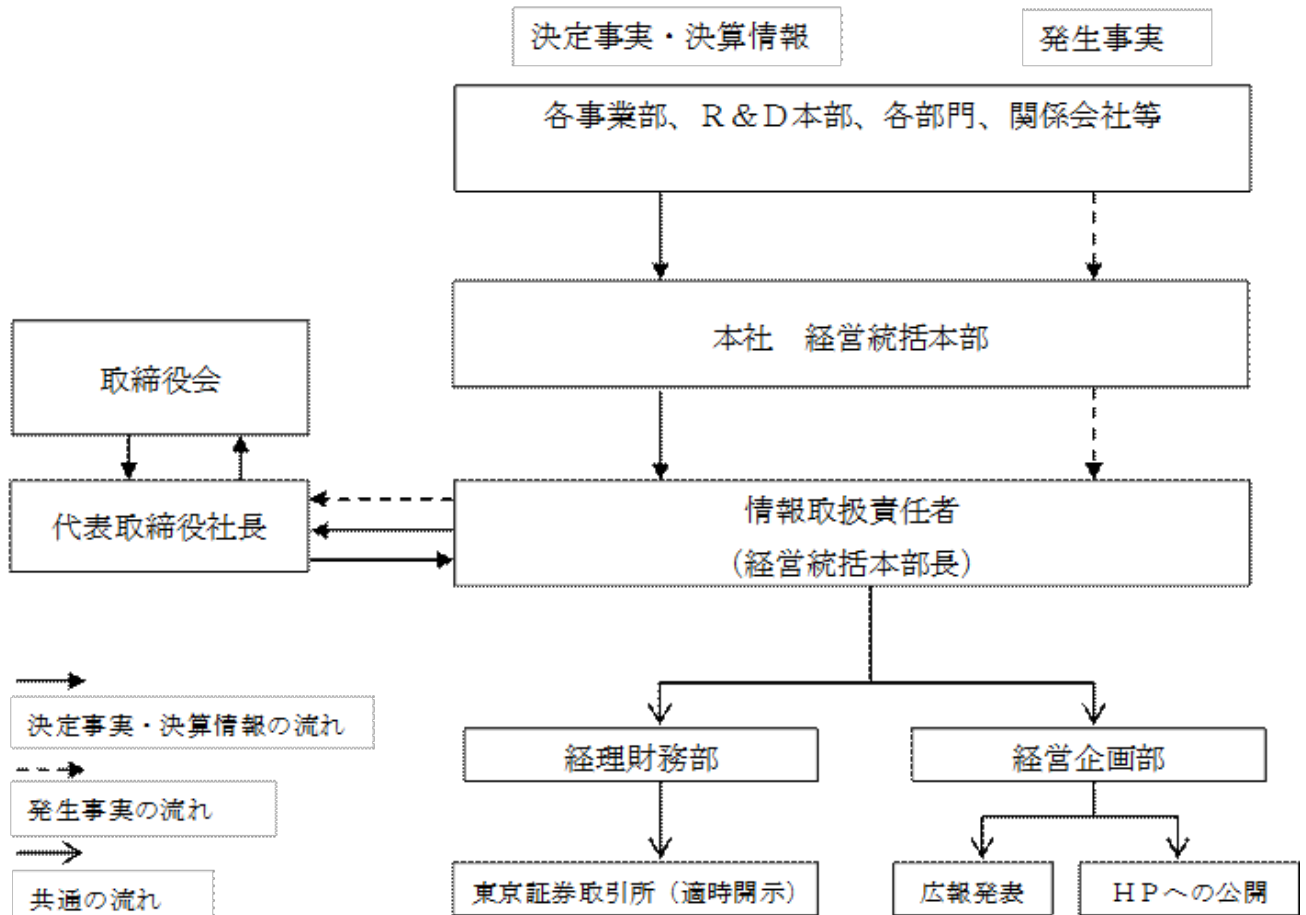 決定事実・決算情報
発生事実
各事業部、R＆D本部、各部門、関係会社等
本社　経営統括本部
取締役会
代表取締役社長
情報取扱責任者
（経営統括本部長）
決定事実・決算情報の流れ
発生事実の流れ
共通の流れ
経理財務部
経営企画部
東京証券取引所（適時開示）
広報発表
ＨＰへの公開